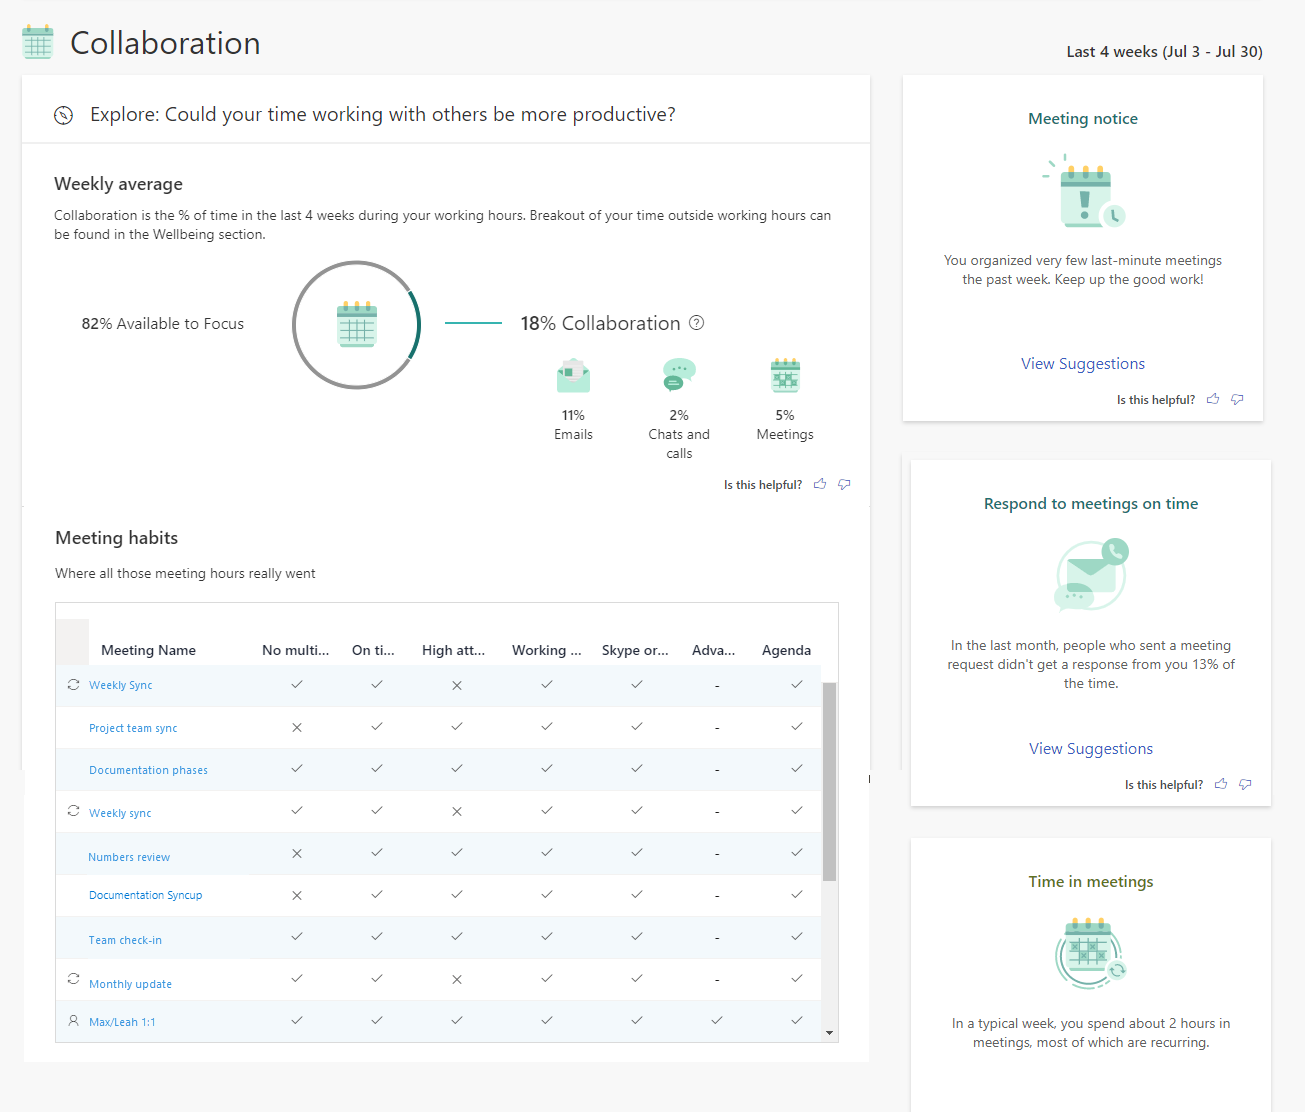 Collaboration
Last 4 weeks (Jul 3 - Jul 30)
Explore: Could your time working with others be more productive?
Weekly average
Collaboration is the % of time in the last 4 weeks during your working hours. Breakout of your time outside working hours can
be found in the Wellbeing section.
82% Available to Focus
18% Collaboration ?
11%
Emails
2%
Chats and
calls
5%
Meetings
Is this helpful?
Meeting habits
Where all those meeting hours really went
Meeting Name No multi... On ti... High att... Working ... Skype or... Adva... Agenda
Weekly Sync ✓ ✓ ✕ ✓ ✓ - ✓
Project team sync ✕ ✓ ✓ ✓ ✓ - ✓
Documentation phases ✓ ✓ ✓ ✓ ✓ - ✓
Weekly sync ✓ ✓ ✕ ✓ ✓ - ✓
Numbers review ✕ ✓ ✓ ✓ ✓ - ✓
Documentation Syncup ✕ ✓ ✓ ✓ ✓ - ✓
Team check-in ✓ ✓ ✓ ✓ ✓ - ✓
Monthly update ✓ ✓ ✕ ✓ ✓ - ✓
Max/Leah 1:1 ✓ ✓ ✓ ✓ ✓ ✓ ✓
Meeting notice
You organized very few last-minute meetings
the past week. Keep up the good work!
View Suggestions
Is this helpful?
Respond to meetings on time
In the last month, people who sent a meeting
request didn't get a response from you 13% of
the time.
View Suggestions
Is this helpful?
Time in meetings
In a typical week, you spend about 2 hours in
meetings, most of which are recurring.